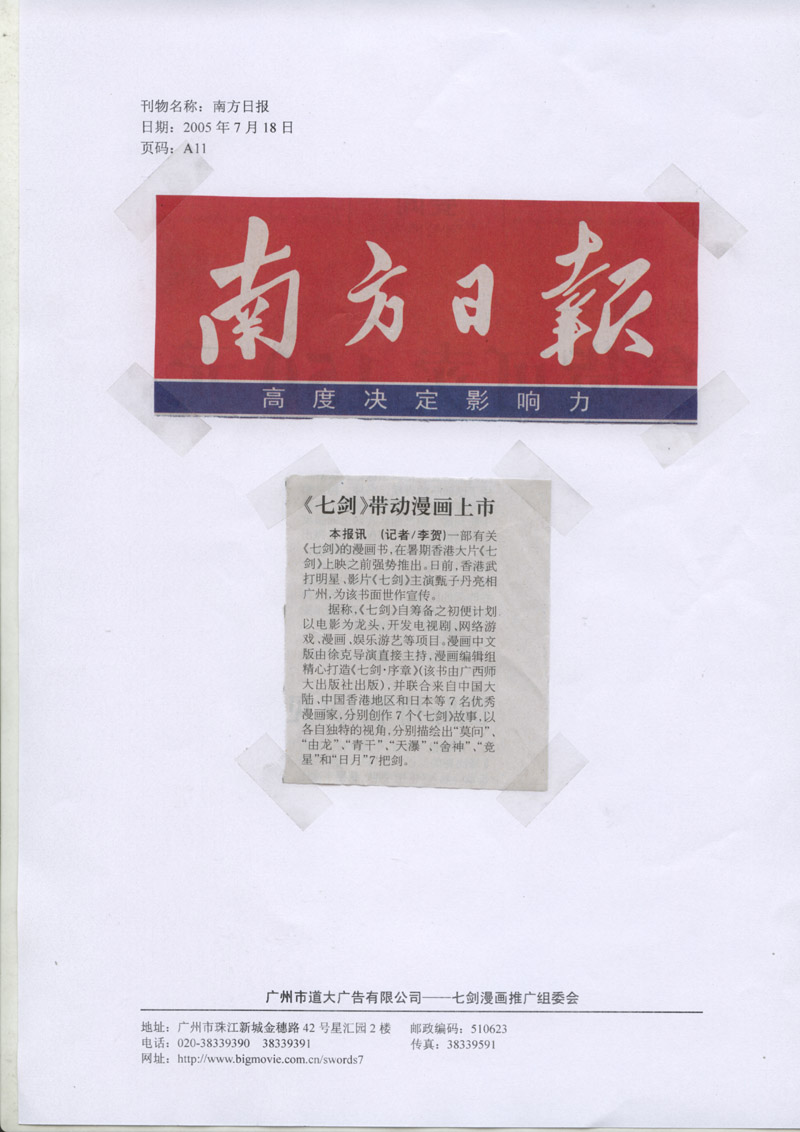 刊物名称：南方日报
日期：2005 年 7 月 18 日
页码：A11
南方日報
高度决定影响力
《七剑》带动漫画上市
本报讯 (记者/李贺)一部有关
《七剑》的漫画书，在暑期香港大片《七
剑》上映之前强势推出。日前，香港武
打明星、影片《七剑》主演甄子丹亮相
广州，为该书面世作宣传。
据称，《七剑》自筹备之初便计划
以电影为龙头，开发电视剧、网络游
戏、漫画、娱乐游艺等项目。漫画中文
版由徐克导演直接主持，漫画编辑组
精心打造《七剑·序章》(该书由广西师
大出版社出版)，并联合来自中国大
陆、中国香港地区和日本等 7 名优秀
漫画家，分别创作 7 个《七剑》故事，以
各自独特的视角，分别描绘出“莫问”、
“由龙”、“青干”、“天瀑”、“舍神”、“竞
星”和“日月”7 把剑。
广州市道大广告有限公司——七剑漫画推广组委会
地址：广州市珠江新城金穗路 42 号星汇园 2 楼 邮政编码：510623
电话：020-38339390 38339391 传真：38339591
网址：http://www.bigmovie.com.cn/swords7